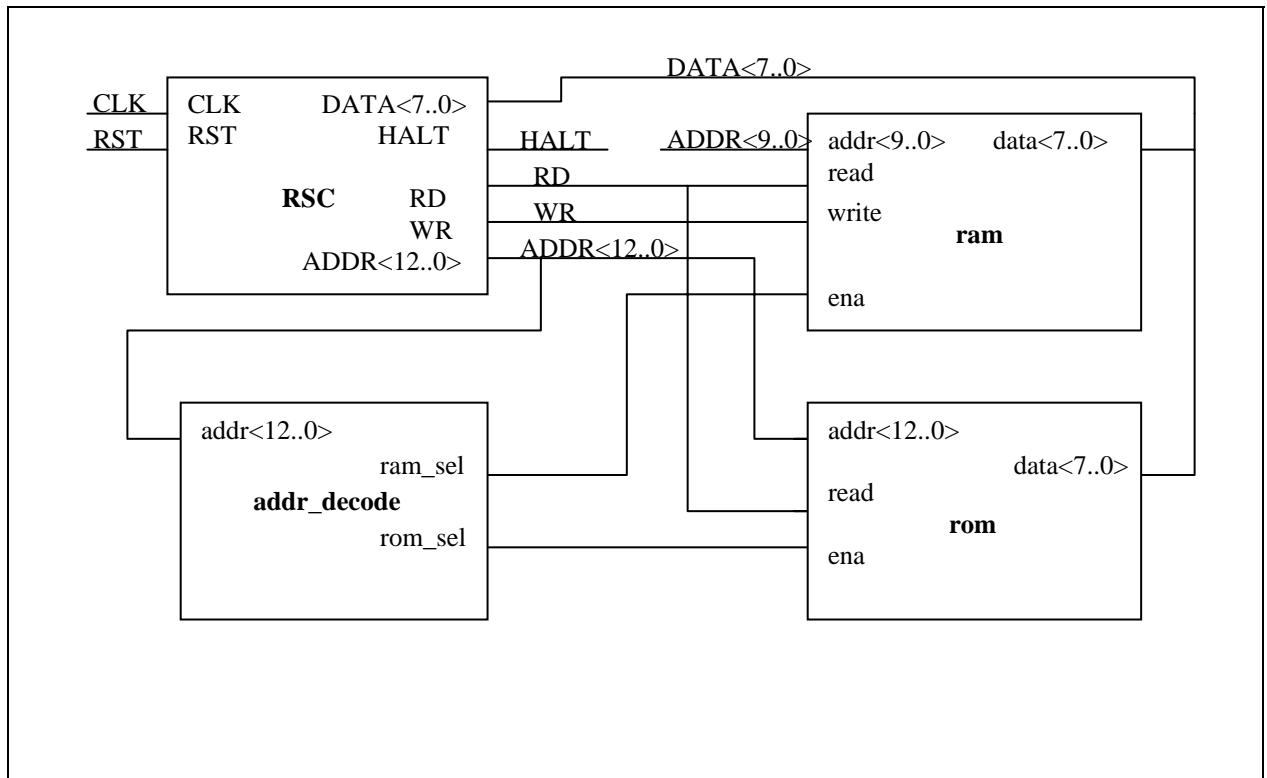 DATA<7..0>
CLK
CLK
DATA<7..0>
RST
RST
HALT
HALT
ADDR<9..0>
addr<9..0>
data<7..0>
RD
read
RSC
RD
WR
write
WR
ram
ADDR<12..0>
ADDR<12..0>
ena
addr<12..0>
addr<12..0>
ram_sel
data<7..0>
addr_decode
read
rom_sel
rom
ena